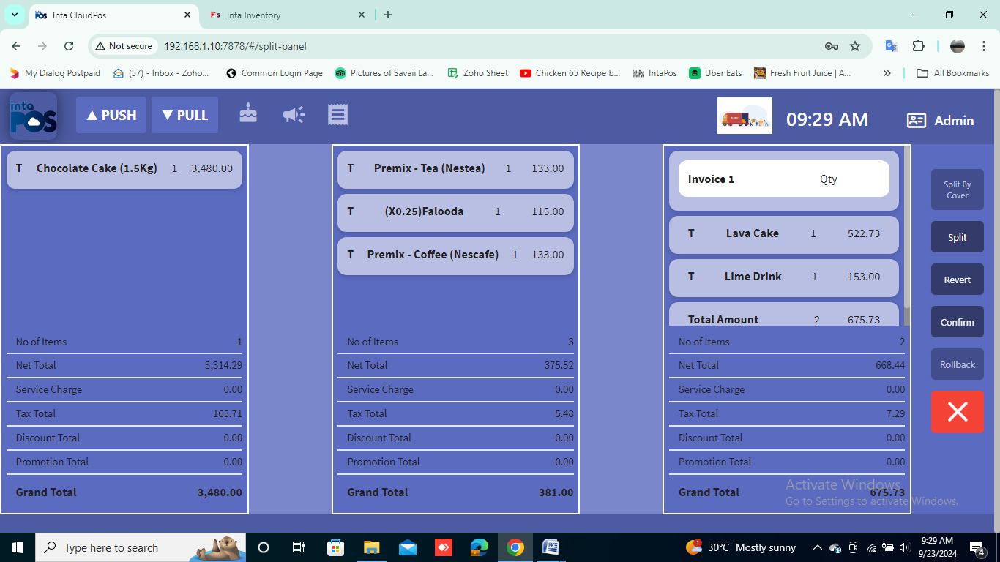 Inta CloudPos
Inta Inventory
Not secure 192.168.1.10:7878/#/split-panel
My Dialog Postpaid (57) - Inbox - Zoho... Common Login Page Pictures of Savaii La... Zoho Sheet Chicken 65 Recipe b... IntaPos Uber Eats Fresh Fruit Juice | A... » All Bookmarks
inta POS ▲ PUSH ▼ PULL 09:29 AM Admin
T Chocolate Cake (1.5Kg) 1 3,480.00
No of Items 1
Net Total 3,314.29
Service Charge 0.00
Tax Total 165.71
Discount Total 0.00
Promotion Total 0.00
Grand Total 3,480.00
T Premix - Tea (Nestea) 1 133.00
T (X0.25)Falooda 1 115.00
T Premix - Coffee (Nescafe) 1 133.00
No of Items 3
Net Total 375.52
Service Charge 0.00
Tax Total 5.48
Discount Total 0.00
Promotion Total 0.00
Grand Total 381.00
Invoice 1 Qty
T Lava Cake 1 522.73
T Lime Drink 1 153.00
Total Amount 2 675.73
No of Items 2
Net Total 668.44
Service Charge 0.00
Tax Total 7.29
Discount Total 0.00
Promotion Total 0.00
Grand Total 675.73
Split By
Cover
Split
Revert
Confirm
Rollback
Activate Windows
Go to Settings to activate Windows.
Type here to search
1
30°C Mostly sunny
9:29 AM
9/23/2024
4